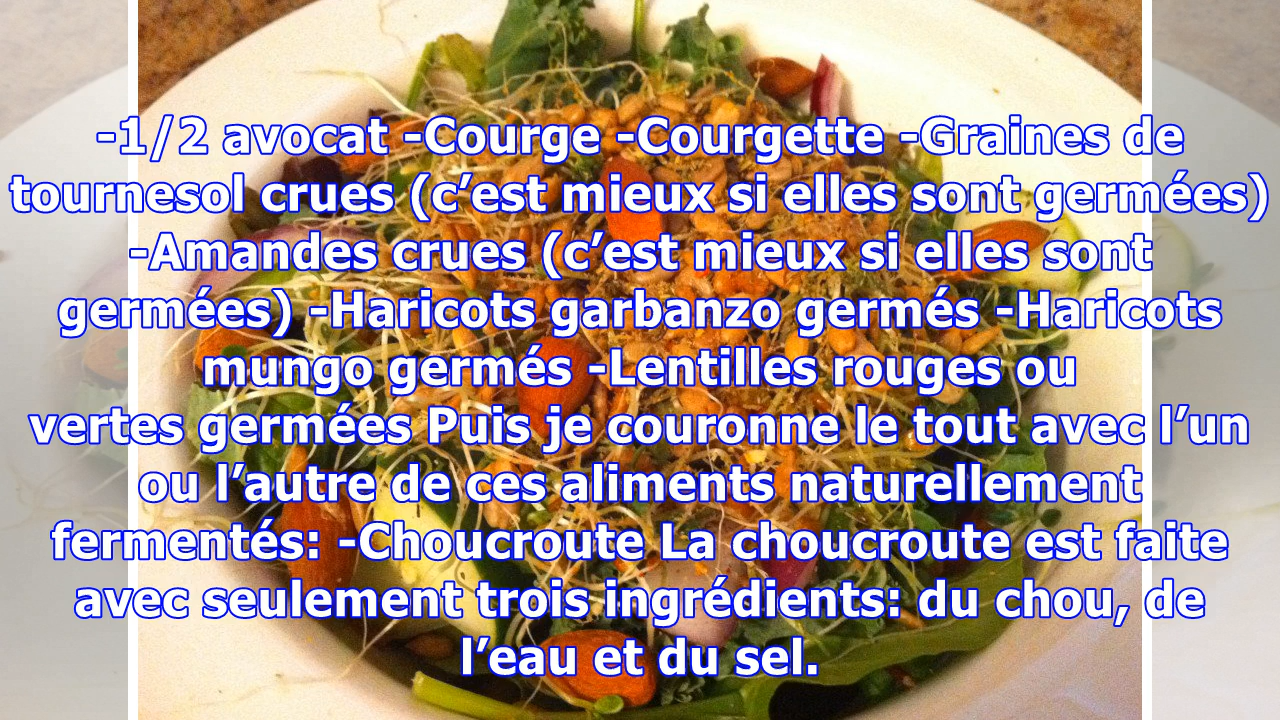 -1/2 avocat -Courge -Courgette -Graines de
tournesol crues (c’est mieux si elles sont germées)
-Amandes crues (c’est mieux si elles sont
germées) -Haricots garbanzo germés -Haricots
mungo germés -Lentilles rouges ou
vertes germées Puis je couronne le tout avec l’un
ou l’autre de ces aliments naturellement
fermentés: -Choucroute La choucroute est faite
avec seulement trois ingrédients: du chou, de
l’eau et du sel.